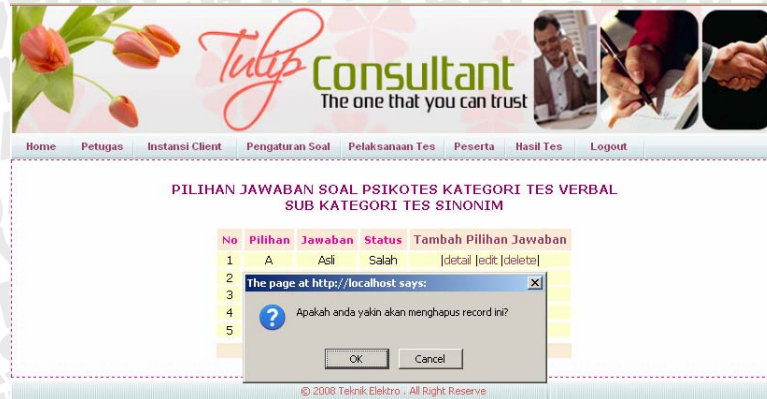 Tulip Consultant
The one that you can trust
Home Petugas Instansi Client Pengaturan Soal Pelaksanaan Tes Peserta Hasil Tes Logout
PILIHAN JAWABAN SOAL PSIKOTES KATEGORI TES VERBAL
SUB KATEGORI TES SINONIM
No Pilihan Jawaban Status Tambah Pilihan Jawaban
1 A Asli Salah |detail |edit |delete|
2
3
4
5
The page at http://localhost says:
Apakah anda yakin akan menghapus record ini?
OK Cancel
© 2008 Teknik Elektro . All Right Reserve